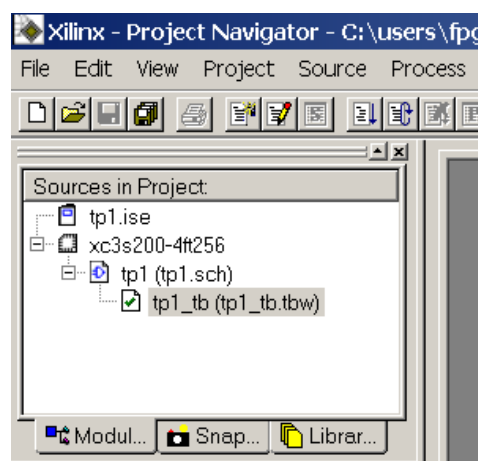 Xilinx - Project Navigator - C:\users\fpg
File Edit View Project Source Process
Sources in Project:
tp1.ise
xc3s200-4ft256
tp1 (tp1.sch)
tp1_tb (tp1_tb.tbw)
Modul... Snap... Librar...